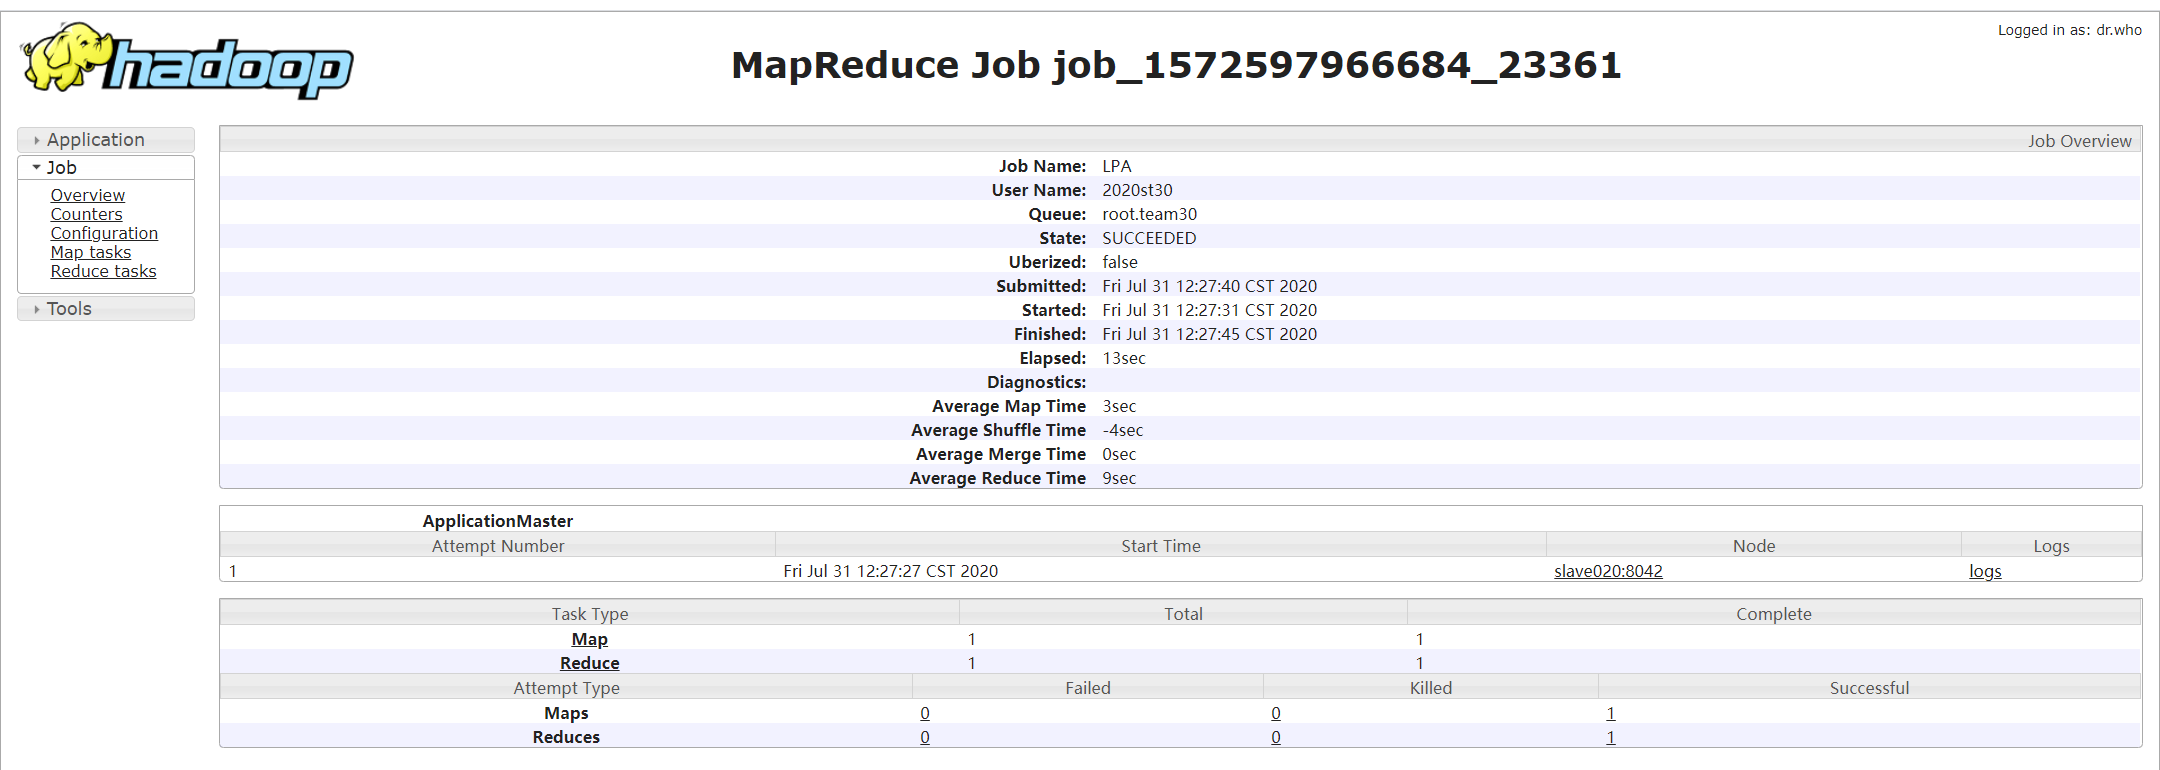 Logged in as: dr.who
hadoop
MapReduce Job job_1572597966684_23361
Application
Job
Overview
Counters
Configuration
Map tasks
Reduce tasks
Tools
Job Overview
Job Name: LPA
User Name: 2020st30
Queue: root.team30
State: SUCCEEDED
Uberized: false
Submitted: Fri Jul 31 12:27:40 CST 2020
Started: Fri Jul 31 12:27:31 CST 2020
Finished: Fri Jul 31 12:27:45 CST 2020
Elapsed: 13sec
Diagnostics:
Average Map Time 3sec
Average Shuffle Time -4sec
Average Merge Time 0sec
Average Reduce Time 9sec
ApplicationMaster
Attempt Number Start Time Node Logs
1 Fri Jul 31 12:27:27 CST 2020 slave020:8042 logs
Task Type Total Complete
Map 1 1
Reduce 1 1
Attempt Type Failed Killed Successful
Maps 0 0 1
Reduces 0 0 1